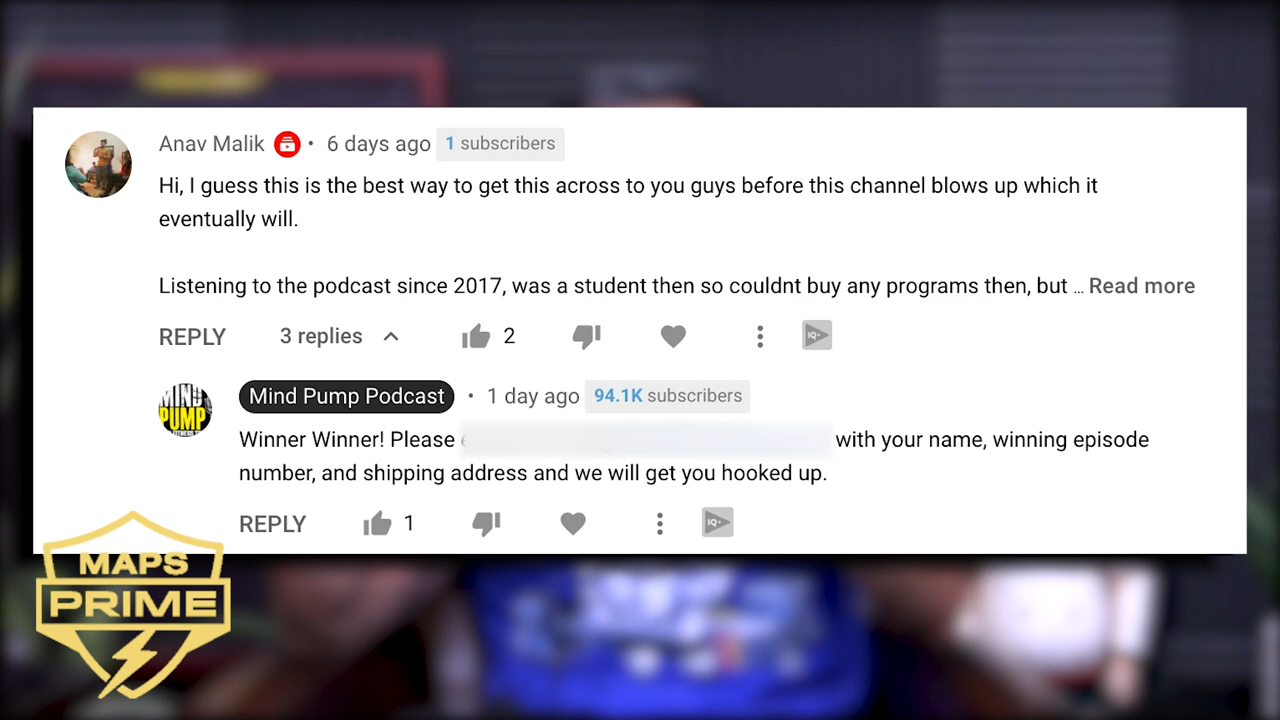 Anav Malik • 6 days ago 1 subscribers
Hi, I guess this is the best way to get this across to you guys before this channel blows up which it
eventually will.
Listening to the podcast since 2017, was a student then so couldnt buy any programs then, but ... Read more
REPLY 3 replies 2
IQ+
MIND
PUMP
Mind Pump Podcast • 1 day ago 94.1K subscribers
Winner Winner! Please with your name, winning episode
number, and shipping address and we will get you hooked up.
REPLY 1
IQ+
MAPS
PRIME